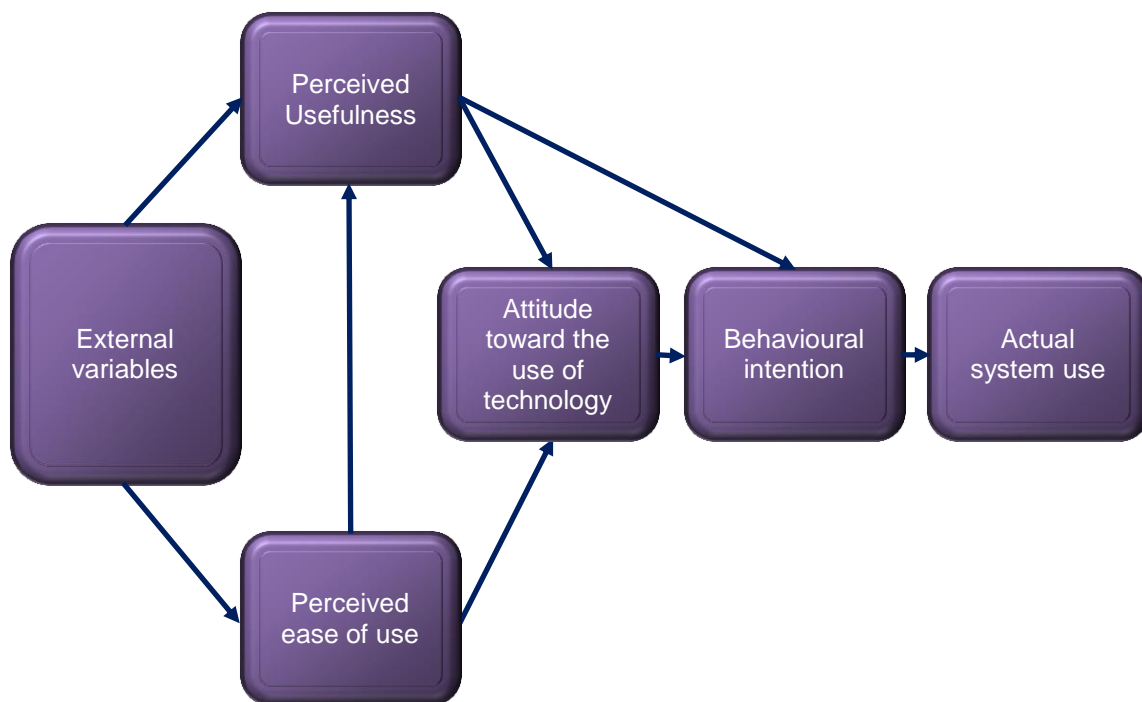 Perceived
Usefulness
External
variables
Attitude
toward the
use of
technology
Behavioural
intention
Actual
system use
Perceived
ease of use